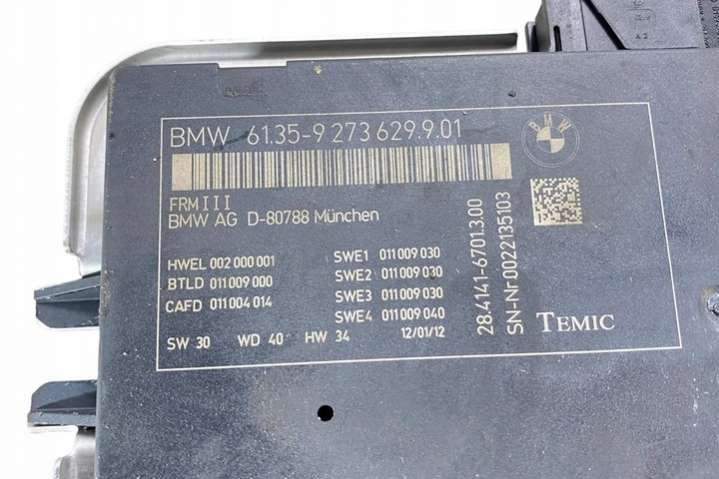 BMW 61.35-9 273 629.9.01
BMW
FRMIII
BMW AG D-80788 München
HWEL 002 000 001
BTLD 011 009 000
CAFD 011 004 014
SWE1 011 009 030
SWE2 011 009 030
SWE3 011 009 030
SWE4 011 009 040
SW 30 WD 40 HW 34 12/01/12
28.4141-6701.3.00
SN-Nr 0022135103
TEMIC